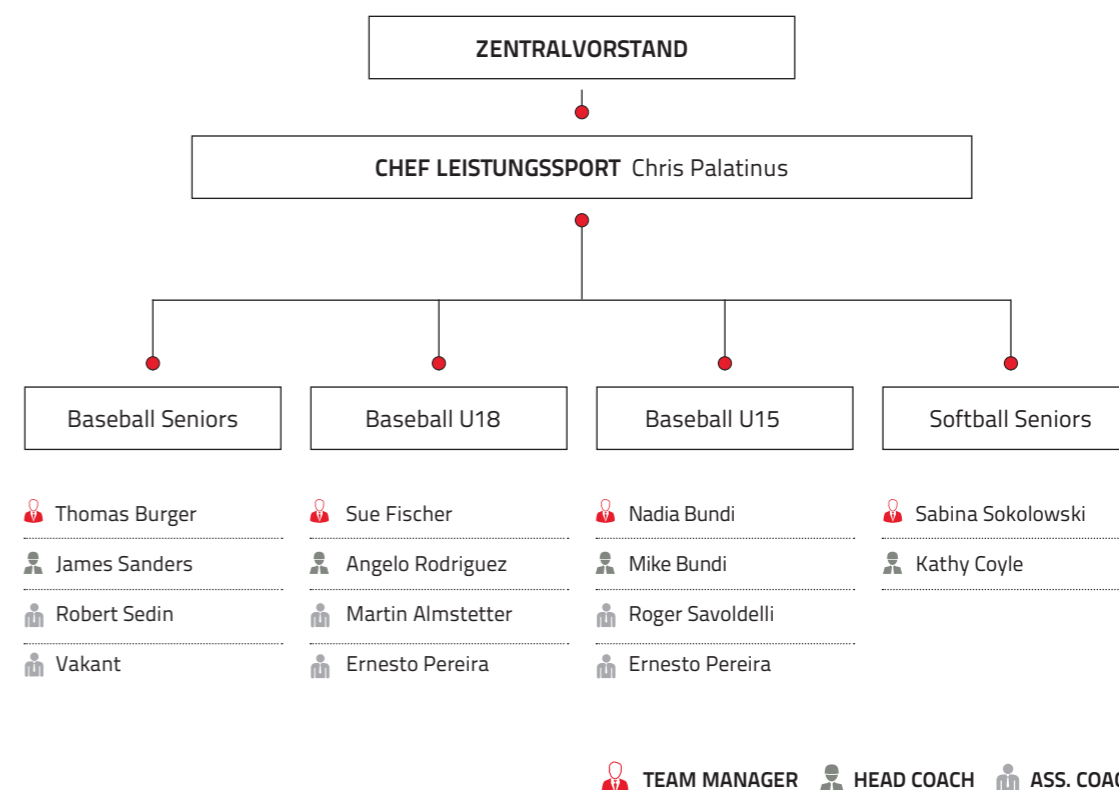 ZENTRALVORSTAND
CHEF LEISTUNGSSPORT Chris Palatinus
Baseball Seniors
Baseball U18
Baseball U15
Softball Seniors
Thomas Burger
Sue Fischer
Nadia Bundi
Sabina Sokolowski
James Sanders
Angelo Rodriguez
Mike Bundi
Kathy Coyle
Robert Sedin
Martin Almstetter
Roger Savoldelli
Vakant
Ernesto Pereira
Ernesto Pereira
TEAM MANAGER HEAD COACH ASS.